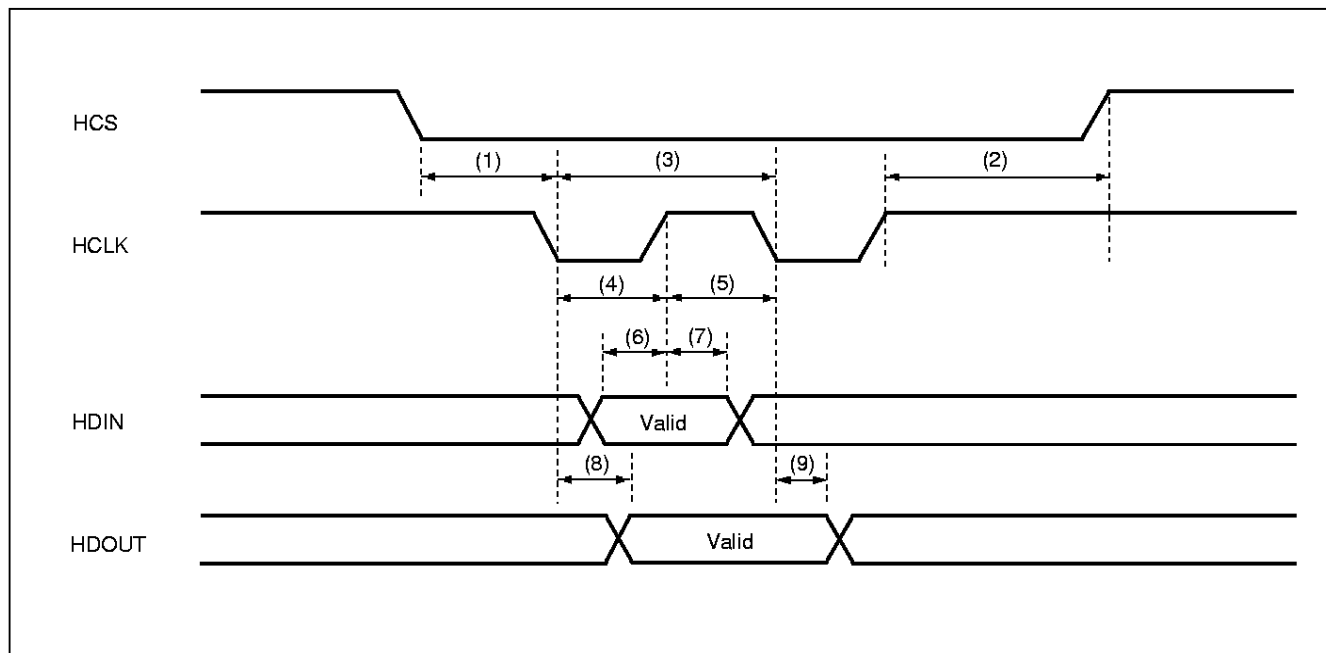 HCS
(1)
(3)
(2)
HCLK
(4)
(5)
(6)
(7)
HDIN
Valid
(8)
(9)
HDOUT
Valid